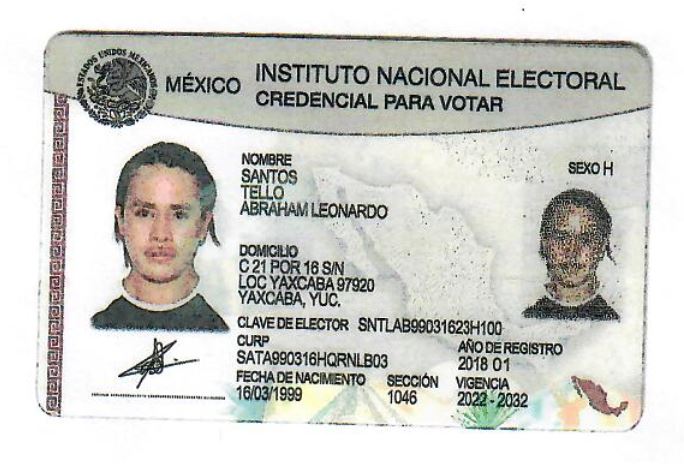 ESTADOS UNIDOS MEXICANOS
MÉXICO INSTITUTO NACIONAL ELECTORAL
CREDENCIAL PARA VOTAR
NOMBRE
SEXO H
SANTOS
TELLO
ABRAHAM LEONARDO
DOMICILIO
C 21 POR 16 S/N
LOC YAXCABA 97920
YAXCABA, YUC.
CLAVE DE ELECTOR SNTLAB99031623H100
CURP
SATA990316HQRNLB03
AÑO DE REGISTRO
2018 01
FECHA DE NACIMIENTO
16/03/1999
SECCIÓN
1046
VIGENCIA
2022 - 2032